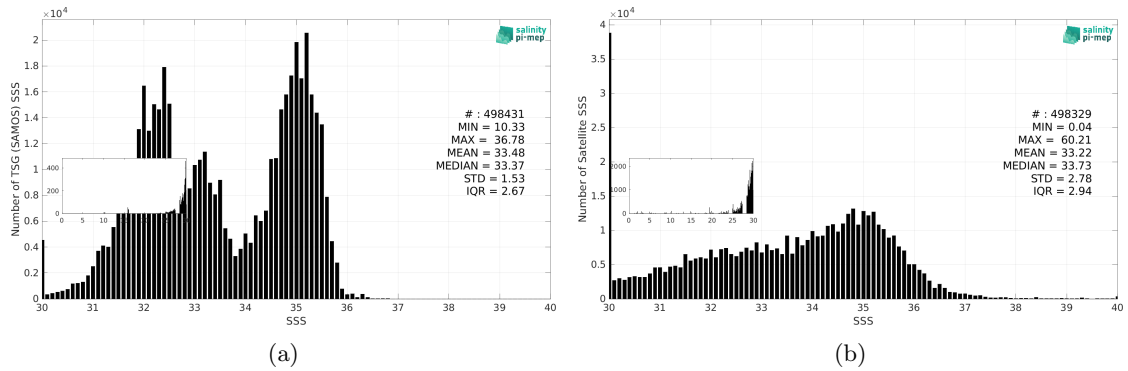 ×10⁴
2
1.8
1.6
1.4
1.2
1
0.8
0.6
0.4
0.2
0
Number of TSG (SAMOS) SSS
salinity
pi-mep
# : 498431
MIN = 10.33
MAX = 36.78
MEAN = 33.48
MEDIAN = 33.37
STD = 1.53
IQR = 2.67
400
200
0
0 5 10
30 31 32 33 34 35 36 37 38 39 40
SSS
(a)
×10⁴
4
3.5
3
2.5
2
1.5
1
0.5
0
Number of Satellite SSS
salinity
pi-mep
# : 498329
MIN = 0.04
MAX = 60.21
MEAN = 33.22
MEDIAN = 33.73
STD = 2.78
IQR = 2.94
2000
1000
0
0 5 10 15 20 25 30
30 31 32 33 34 35 36 37 38 39 40
SSS
(b)